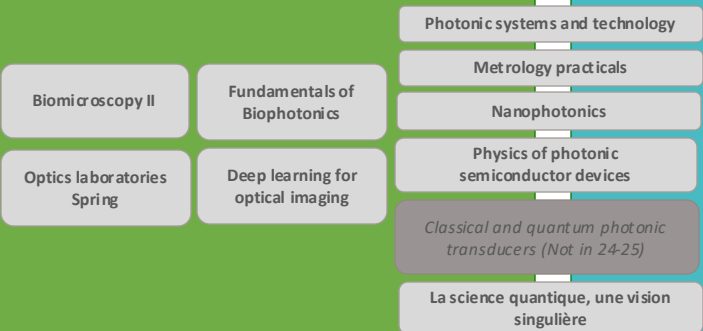 Biomicroscopy II
Fundamentals of
Biophotonics
Optics laboratories
Spring
Deep learning for
optical imaging
Photonic systems and technology
Metrology practicals
Nanophotonics
Physics of photonic
semiconductor devices
Classical and quantum photonic
transducers (Not in 24-25)
La science quantique, une vision
singulière